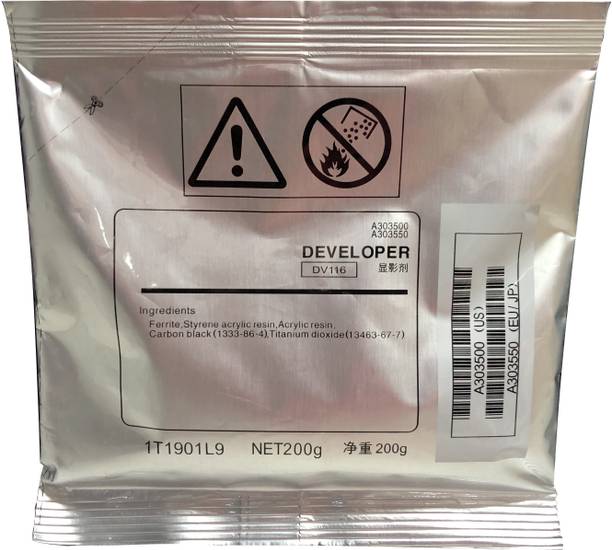 A303500
A303550
DEVELOPER
DV116 显影剂
Ingredients
Ferrite,Styrene acrylic resin,Acrylic resin,
Carbon black(1333-86-4),Titanium dioxide(13463-67-7)
1T1901L9 NET200g 净重 200g
A303500 (US)
A303550 (EU/JP)